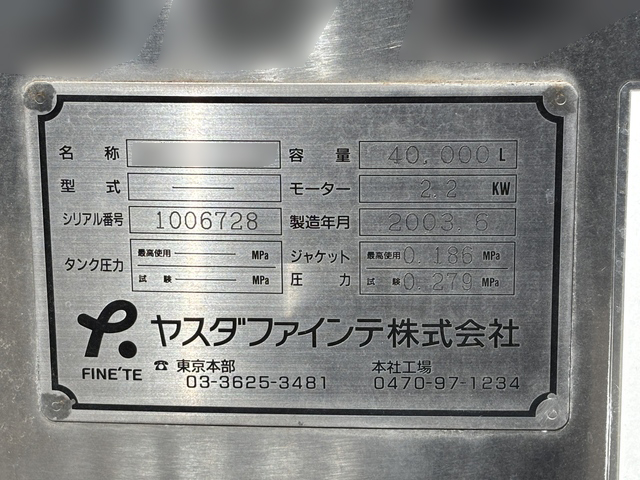 名称 容量 40,000 L
型式 モーター 2.2 KW
シリアル番号 1006728 製造年月 2003.6
タンク圧力 最高使用 MPa ジャケット 最高使用 0.186 MPa
試験 MPa 圧力 試験 0.279 MPa
ヤスダファインテ株式会社
FINE'TE
☎ 東京本部 本社工場
03-3625-3481 0470-97-1234